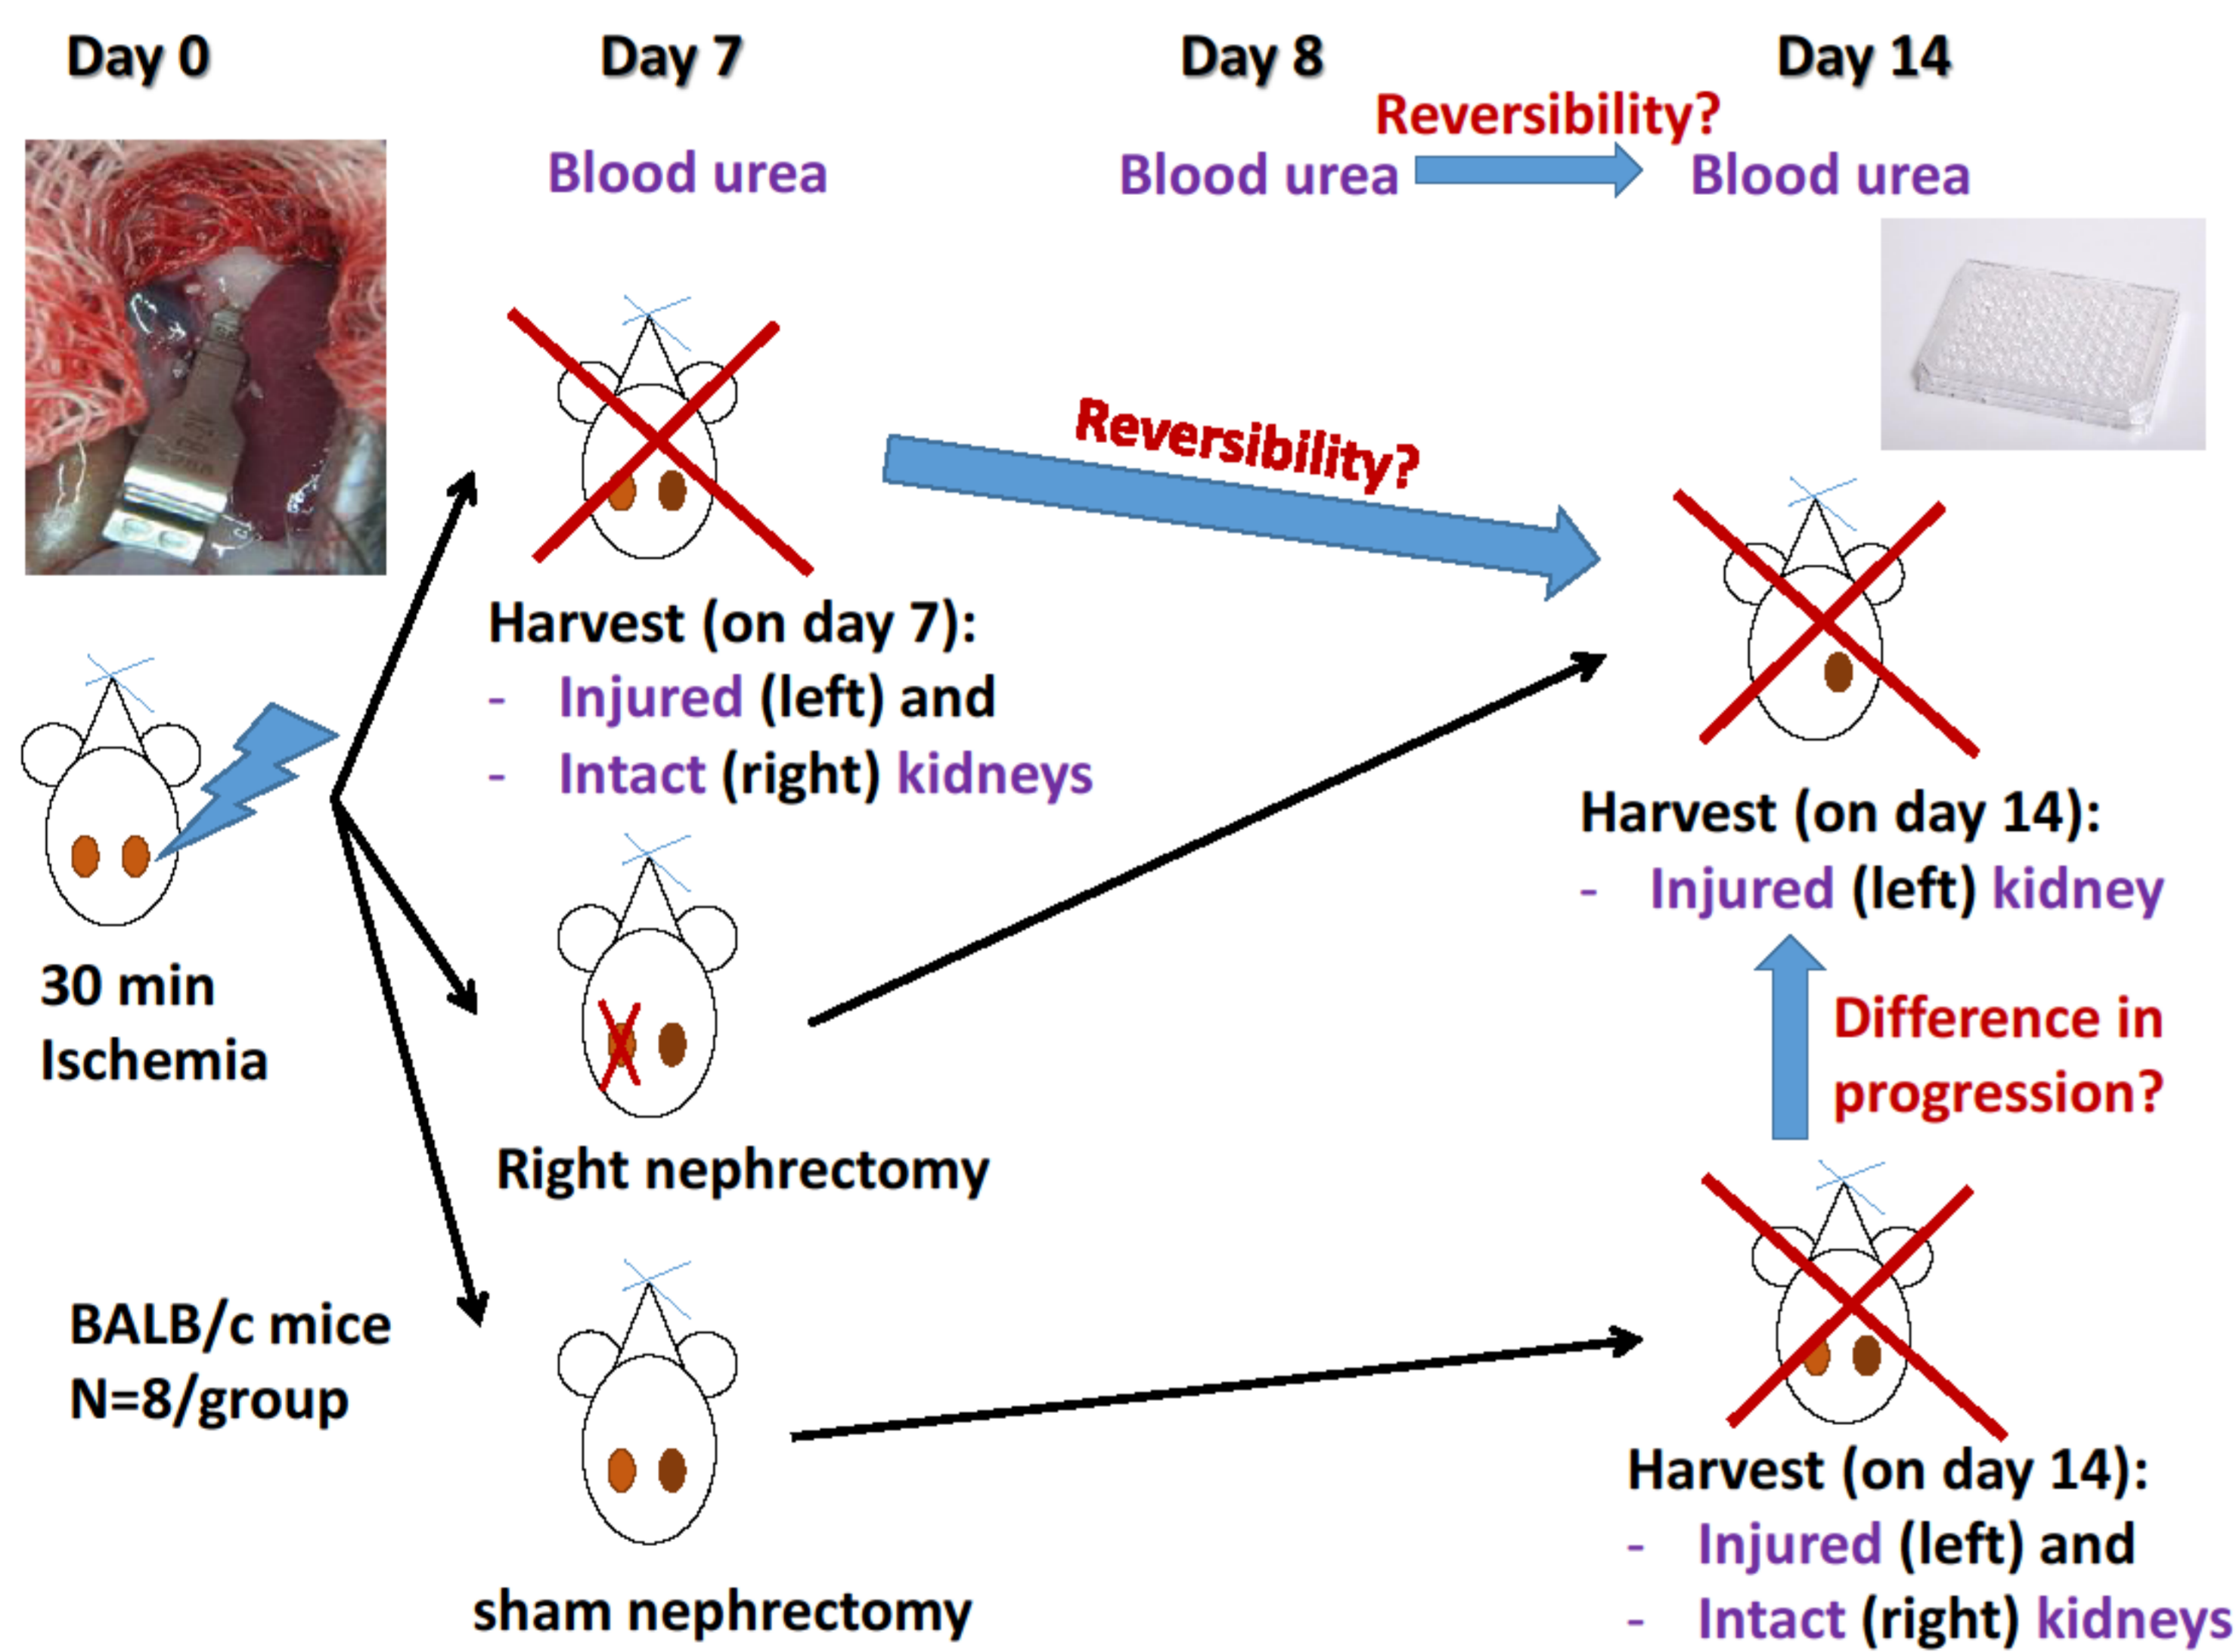 Day 0
Day 7
Day 8
Day 14
Reversibility?
Blood urea
Blood urea
Blood urea
Reversibility?
Harvest (on day 7):
- Injured (left) and
- Intact (right) kidneys
30 min
Ischemia
Right nephrectomy
BALB/c mice
N=8/group
sham nephrectomy
Harvest (on day 14):
- Injured (left) kidney
Difference in
progression?
Harvest (on day 14):
- Injured (left) and
- Intact (right) kidneys